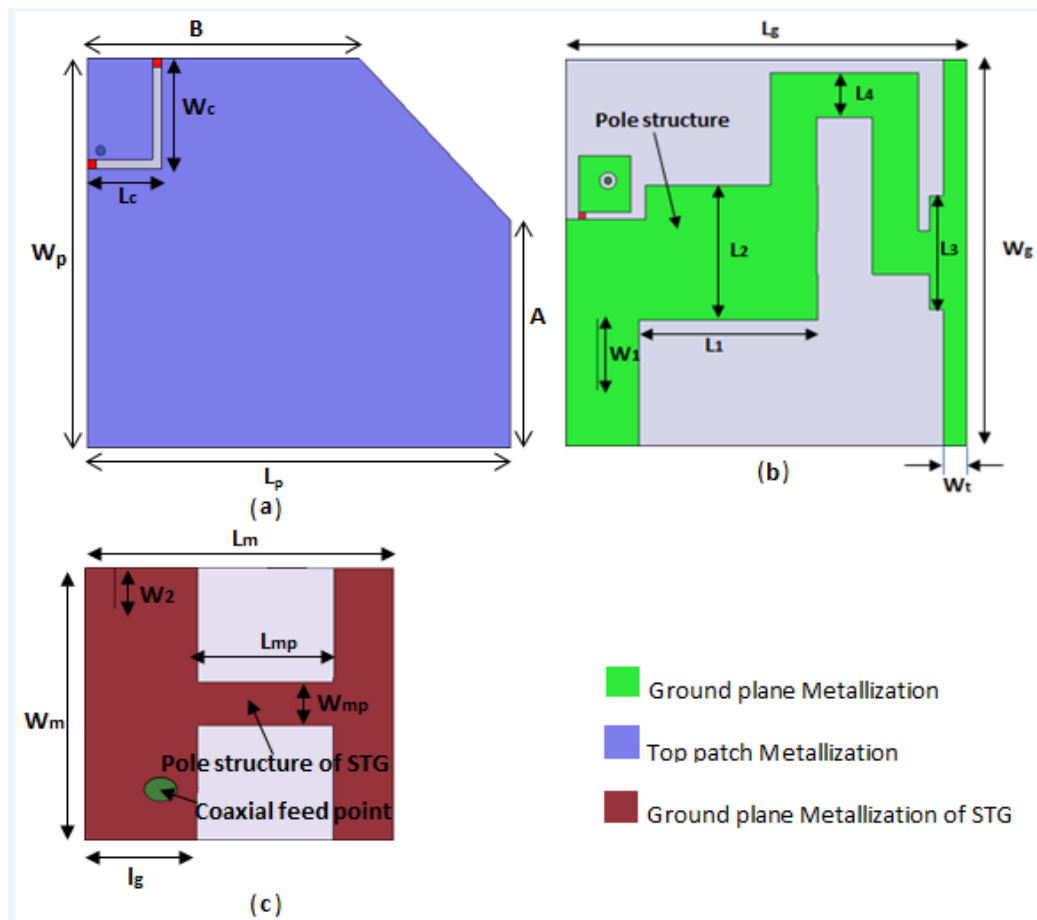 B
Wc
Lc
Wp
A
Lp
(a)
Lg
L4
Pole structure
L2
L3
Wg
W1
L1
(b)
Wt
Lm
W2
Lmp
Wmp
Wm
Pole structure of STG
Coaxial feed point
lg
(c)
Ground plane Metallization
Top patch Metallization
Ground plane Metallization of STG